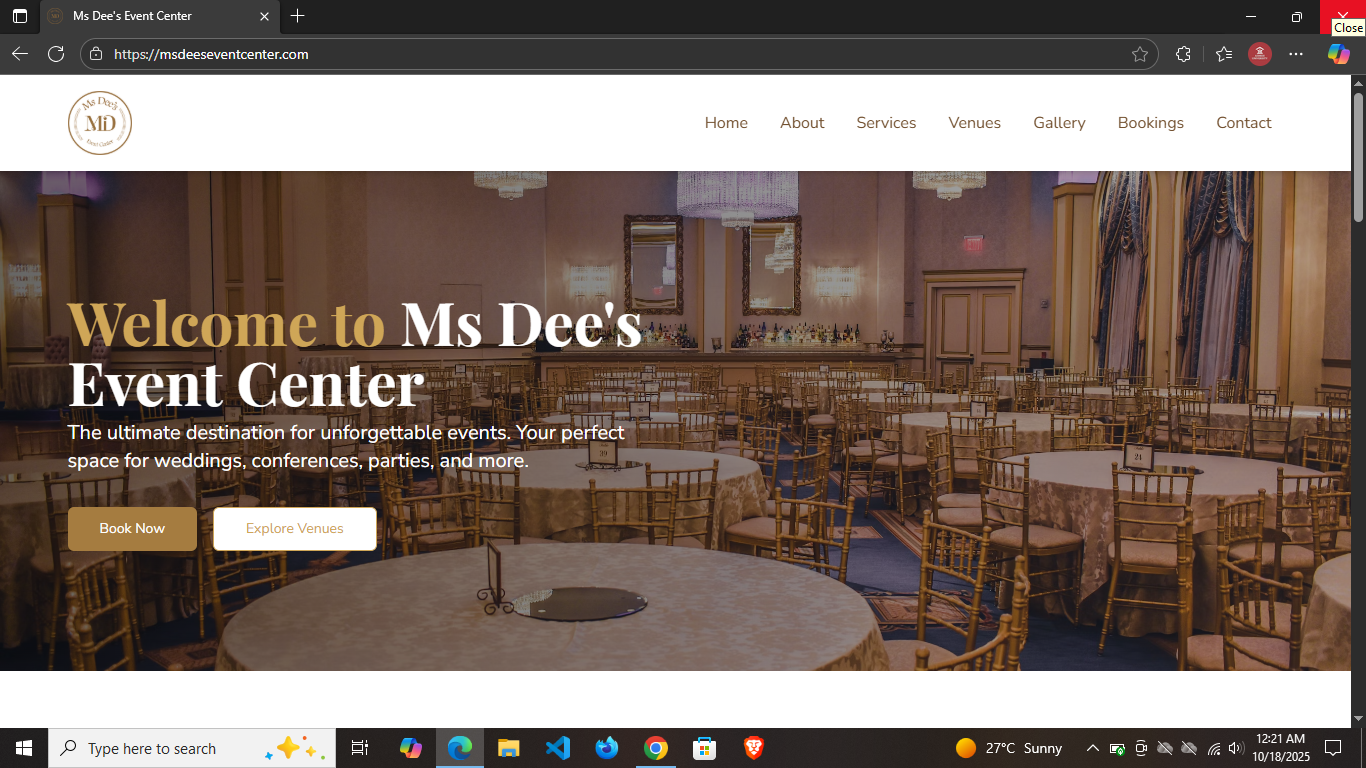 Ms Dee's Event Center
Close
https://msdeeseventcenter.com
Ms Dee's
MD
Event Center
Home About Services Venues Gallery Bookings Contact
Welcome to Ms Dee's
Event Center
The ultimate destination for unforgettable events. Your perfect
space for weddings, conferences, parties, and more.
39
24
Book Now Explore Venues
Type here to search
27°C Sunny
12:21 AM
10/18/2025